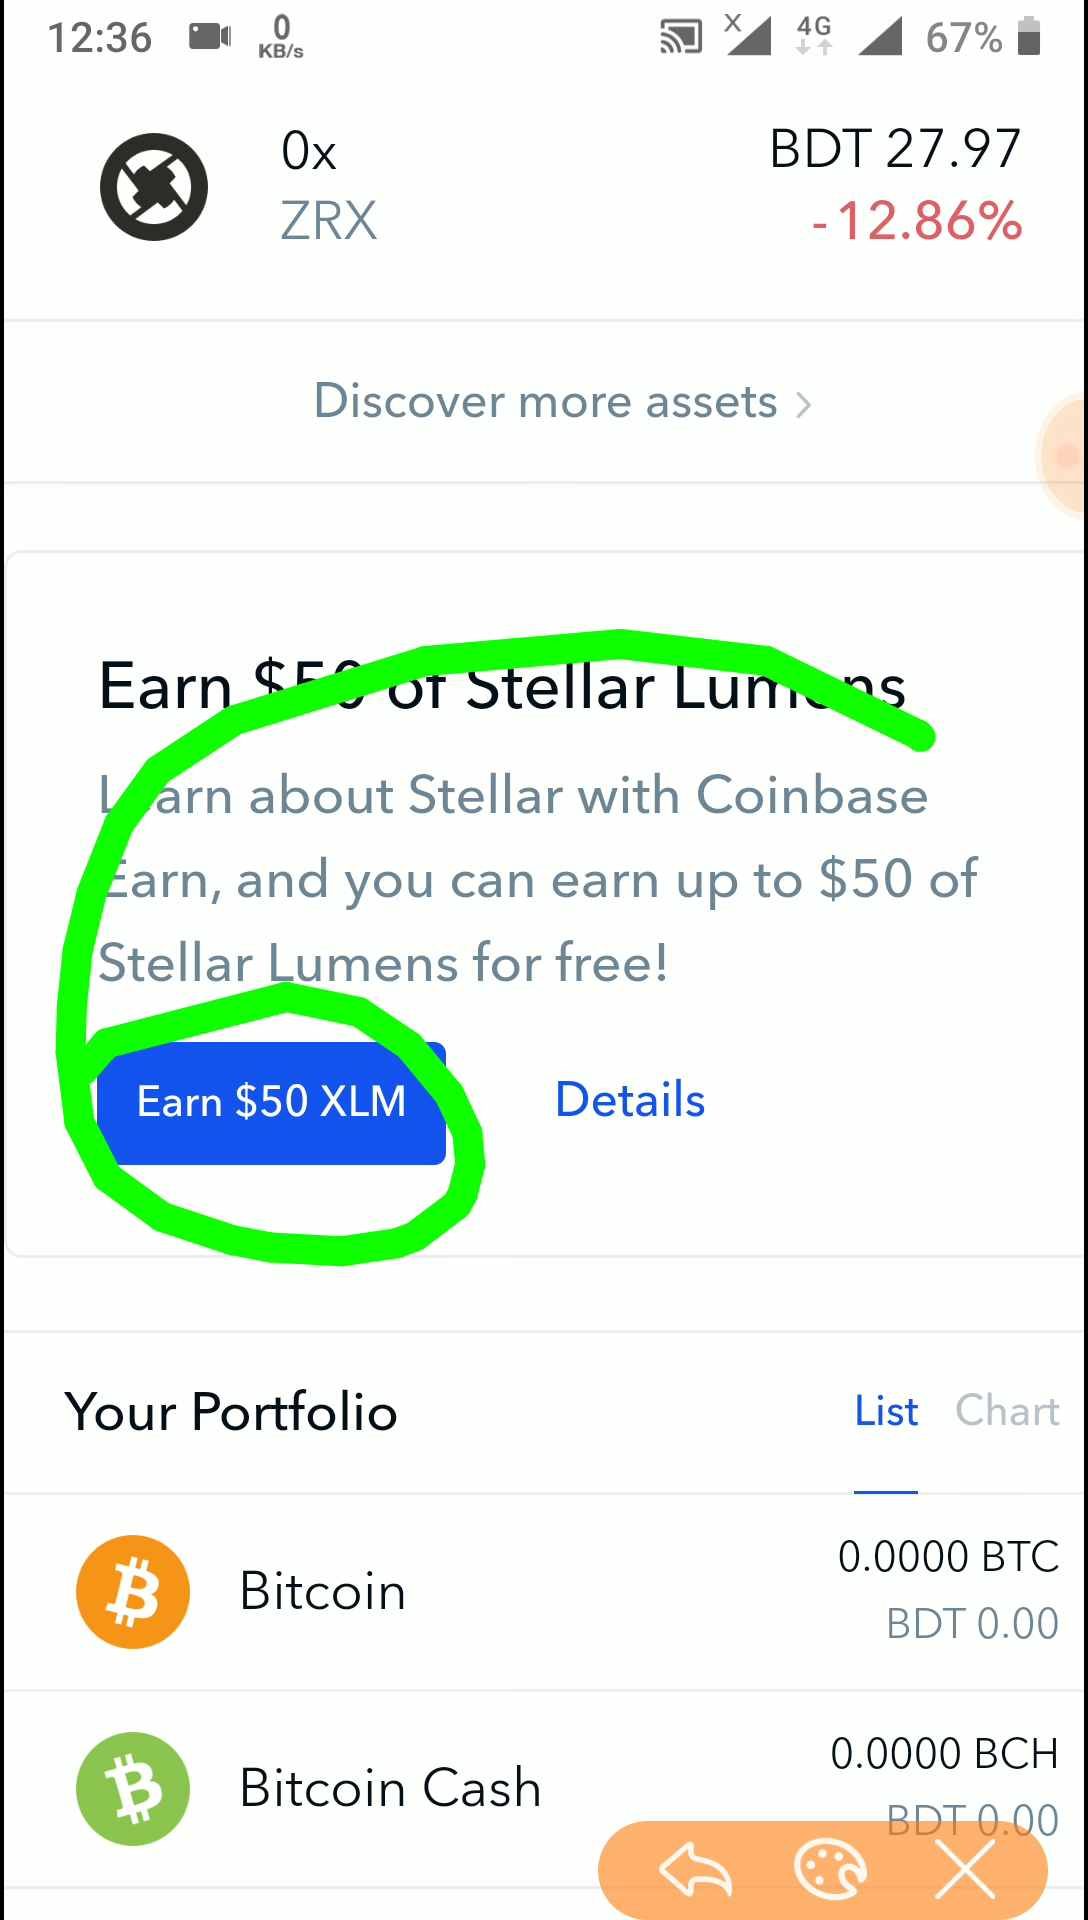 12:36 0 KB/s X 4G 67%
0x BDT 27.97
ZRX -12.86%
Discover more assets >
Earn $50 of Stellar Lumens
Learn about Stellar with Coinbase
Earn, and you can earn up to $50 of
Stellar Lumens for free!
Earn $50 XLM Details
Your Portfolio List Chart
Bitcoin 0.0000 BTC
BDT 0.00
Bitcoin Cash 0.0000 BCH
BDT 0.00